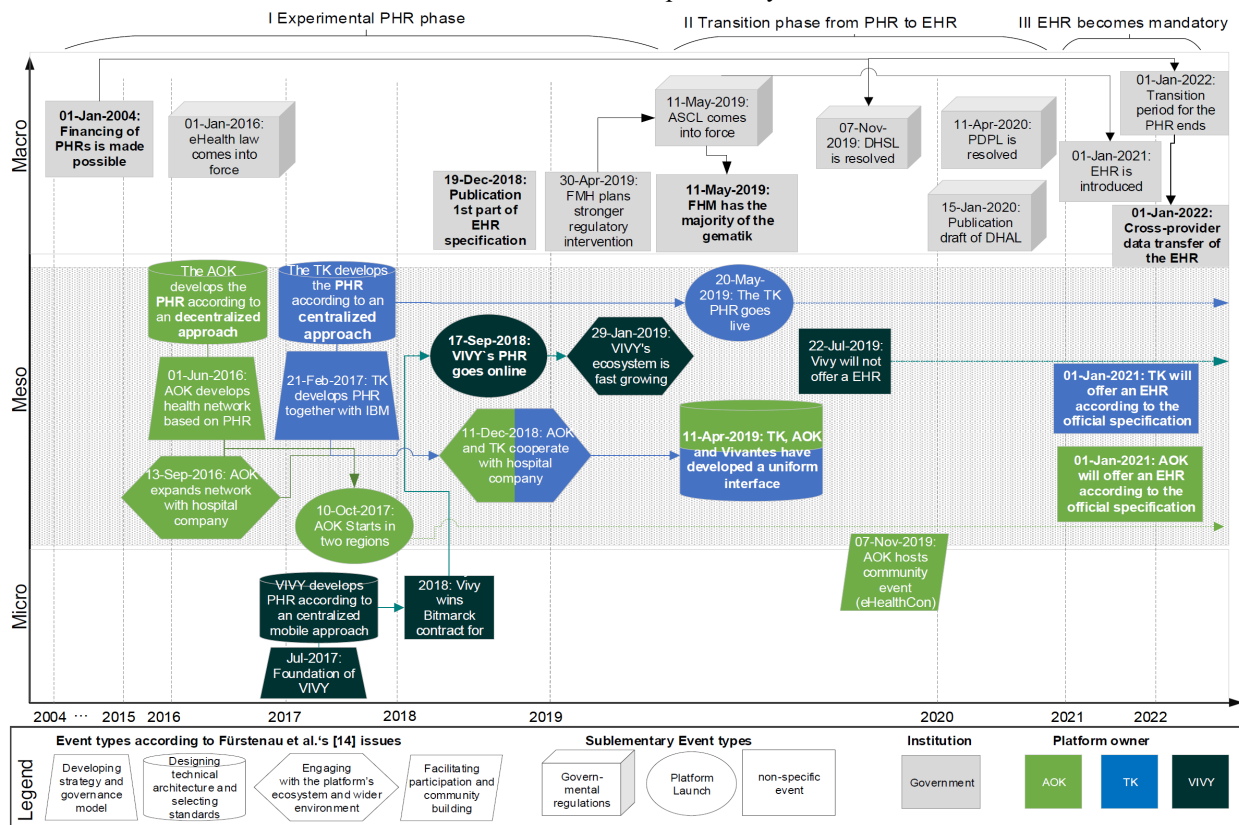 I Experimental PHR phase
II Transition phase from PHR to EHR
III EHR becomes mandatory
Macro
01-Jan-2004:
Financing of
PHRs is made
possible
01-Jan-2016:
eHealth law
comes into
force
19-Dec-2018:
Publication
1st part of
EHR
specification
30-Apr-2019:
FMH plans
stronger
regulatory
intervention
11-May-2019:
ASCL comes
into force
11-May-2019:
FHM has the
majority of the
gematik
07-Nov-
2019: DHSL
is resolved
11-Apr-2020:
PDPL is
resolved
15-Jan-2020:
Publication
draft of DHAL
01-Jan-2021:
EHR is
introduced
01-Jan-2022:
Transition
period for the
PHR ends
01-Jan-2022:
Cross-provider
data transfer of
the EHR
Meso
The AOK
develops the
PHR according to
an decentralized
approach
The TK develops
the PHR
according to an
centralized
approach
20-May-
2019: The TK
PHR goes
live
17-Sep-2018:
VIVY`s PHR
goes online
29-Jan-2019:
VIVY's
ecosystem is
fast growing
22-Jul-2019:
Vivy will not
offer a EHR
01-Jun-2016:
AOK develops
health network
based on PHR
21-Feb-2017: TK
develops PHR
together with IBM
01-Jan-2021: TK will
offer an EHR
according to the
official specification
11-Dec-2018: AOK
and TK cooperate
with hospital
company
11-Apr-2019: TK, AOK
and Vivantes have
developed a uniform
interface
13-Sep-2016: AOK
expands network
with hospital
company
10-Oct-2017:
AOK Starts in
two regions
01-Jan-2021: AOK
will offer an EHR
according to the
official specification
Micro
07-Nov-2019:
AOK hosts
community
event
(eHealthCon)
VIVY develops
PHR according to
an centralized
mobile approach
2018: Vivy
wins
Bitmarck
contract for
Jul-2017:
Foundation of
VIVY
2004 ... 2015 2016 2017 2018 2019 2020 2021 2022
Legend
Event types according to Fürstenau et al.'s [14] issues
Developing
strategy and
governance
model
Designing
technical
architecture and
selecting
standards
Engaging
with the platform's
ecosystem and wider
environment
Facilitating
participation and
community
building
Sublementary Event types
Govern-
mental
regulations
Platform
Launch
non-specific
event
Institution
Government
Platform owner
AOK
TK
VIVY